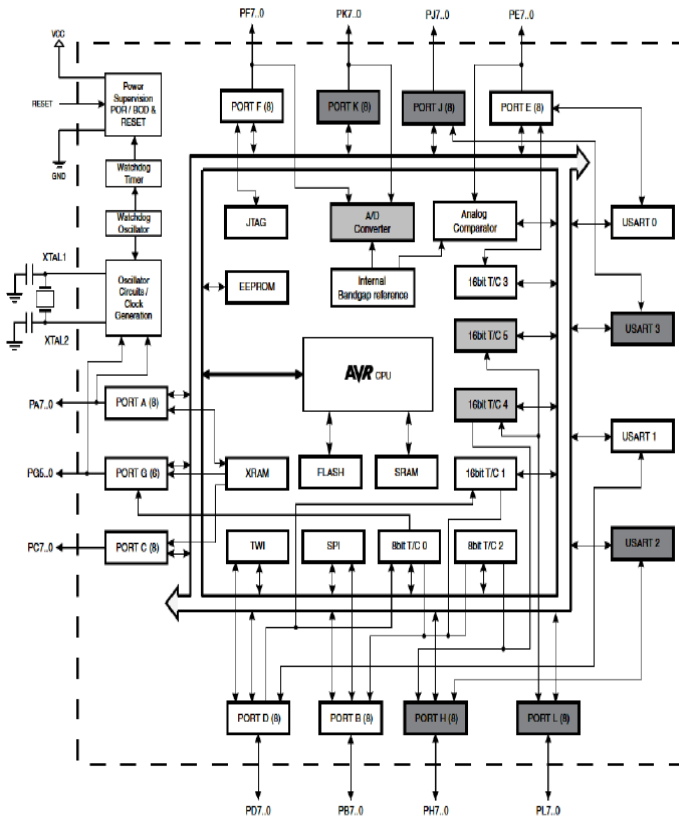 PF7..0
PK7..0
PJ7..0
PE7..0
VCC
RESET
GND
Power
Supervision
POR / BOD &
RESET
PORT F (8)
PORT K (8)
PORT J (8)
PORT E (8)
Watchdog
Timer
Watchdog
Oscillator
JTAG
A/D
Converter
Analog
Comparator
USART 0
XTAL1
XTAL2
Oscillator
Circuits /
Clock
Generation
EEPROM
Internal
Bandgap reference
16bit T/C 3
USART 3
16bit T/C 5
AVR CPU
PA7..0
PORT A (8)
16bit T/C 4
USART 1
PG5..0
PORT G (6)
XRAM
FLASH
SRAM
16bit T/C 1
PC7..0
PORT C (8)
TWI
SPI
8bit T/C 0
8bit T/C 2
USART 2
PORT D (8)
PORT B (8)
PORT H (8)
PORT L (8)
PD7..0
PB7..0
PH7..0
PL7..0